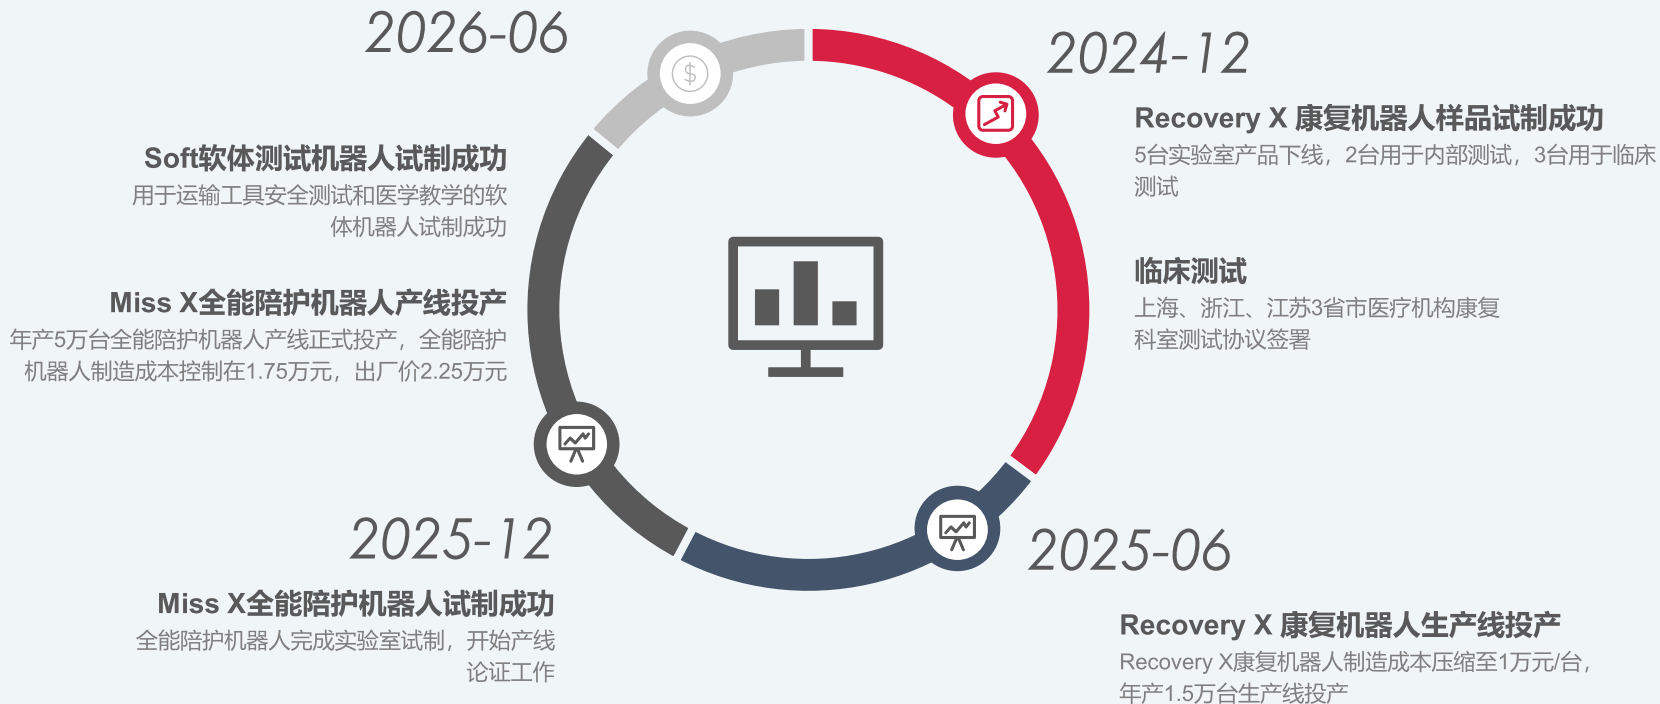 2024-12
Recovery X 康复机器人样品试制成功
5台实验室产品下线，2台用于内部测试，3台用于临床
测试
临床测试
上海、浙江、江苏3省市医疗机构康复
科室测试协议签署
2025-06
Recovery X 康复机器人生产线投产
Recovery X康复机器人制造成本压缩至1万元/台，
年产1.5万台生产线投产
2025-12
Miss X全能陪护机器人试制成功
全能陪护机器人完成实验室试制，开始产线
论证工作
2026-06
Soft软体测试机器人试制成功
用于运输工具安全测试和医学教学的软
体机器人试制成功
Miss X全能陪护机器人产线投产
年产5万台全能陪护机器人产线正式投产，全能陪护
机器人制造成本控制在1.75万元，出厂价2.25万元
$